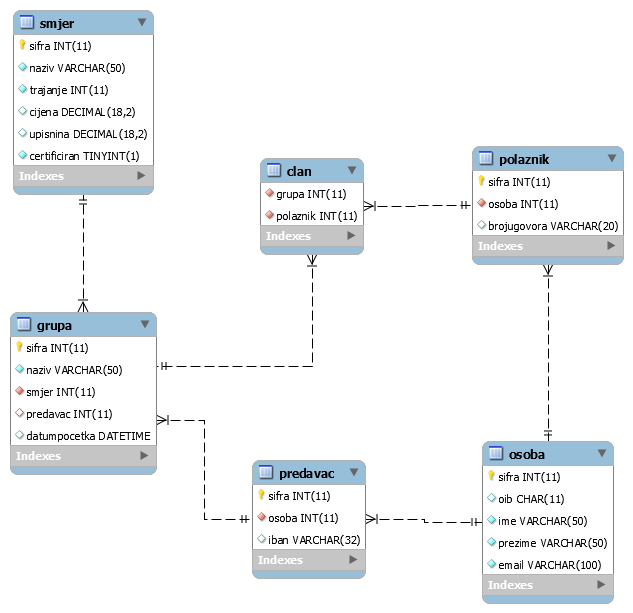 smjer
sifra INT(11)
naziv VARCHAR(50)
trajanje INT(11)
cijena DECIMAL(18,2)
upisnina DECIMAL(18,2)
certificiran TINYINT(1)
Indexes
clan
grupa INT(11)
polaznik INT(11)
Indexes
polaznik
sifra INT(11)
osoba INT(11)
brojugovora VARCHAR(20)
Indexes
grupa
sifra INT(11)
naziv VARCHAR(50)
smjer INT(11)
predavac INT(11)
datumpocetka DATETIME
Indexes
predavac
sifra INT(11)
osoba INT(11)
iban VARCHAR(32)
Indexes
osoba
sifra INT(11)
oib CHAR(11)
ime VARCHAR(50)
prezime VARCHAR(50)
email VARCHAR(100)
Indexes